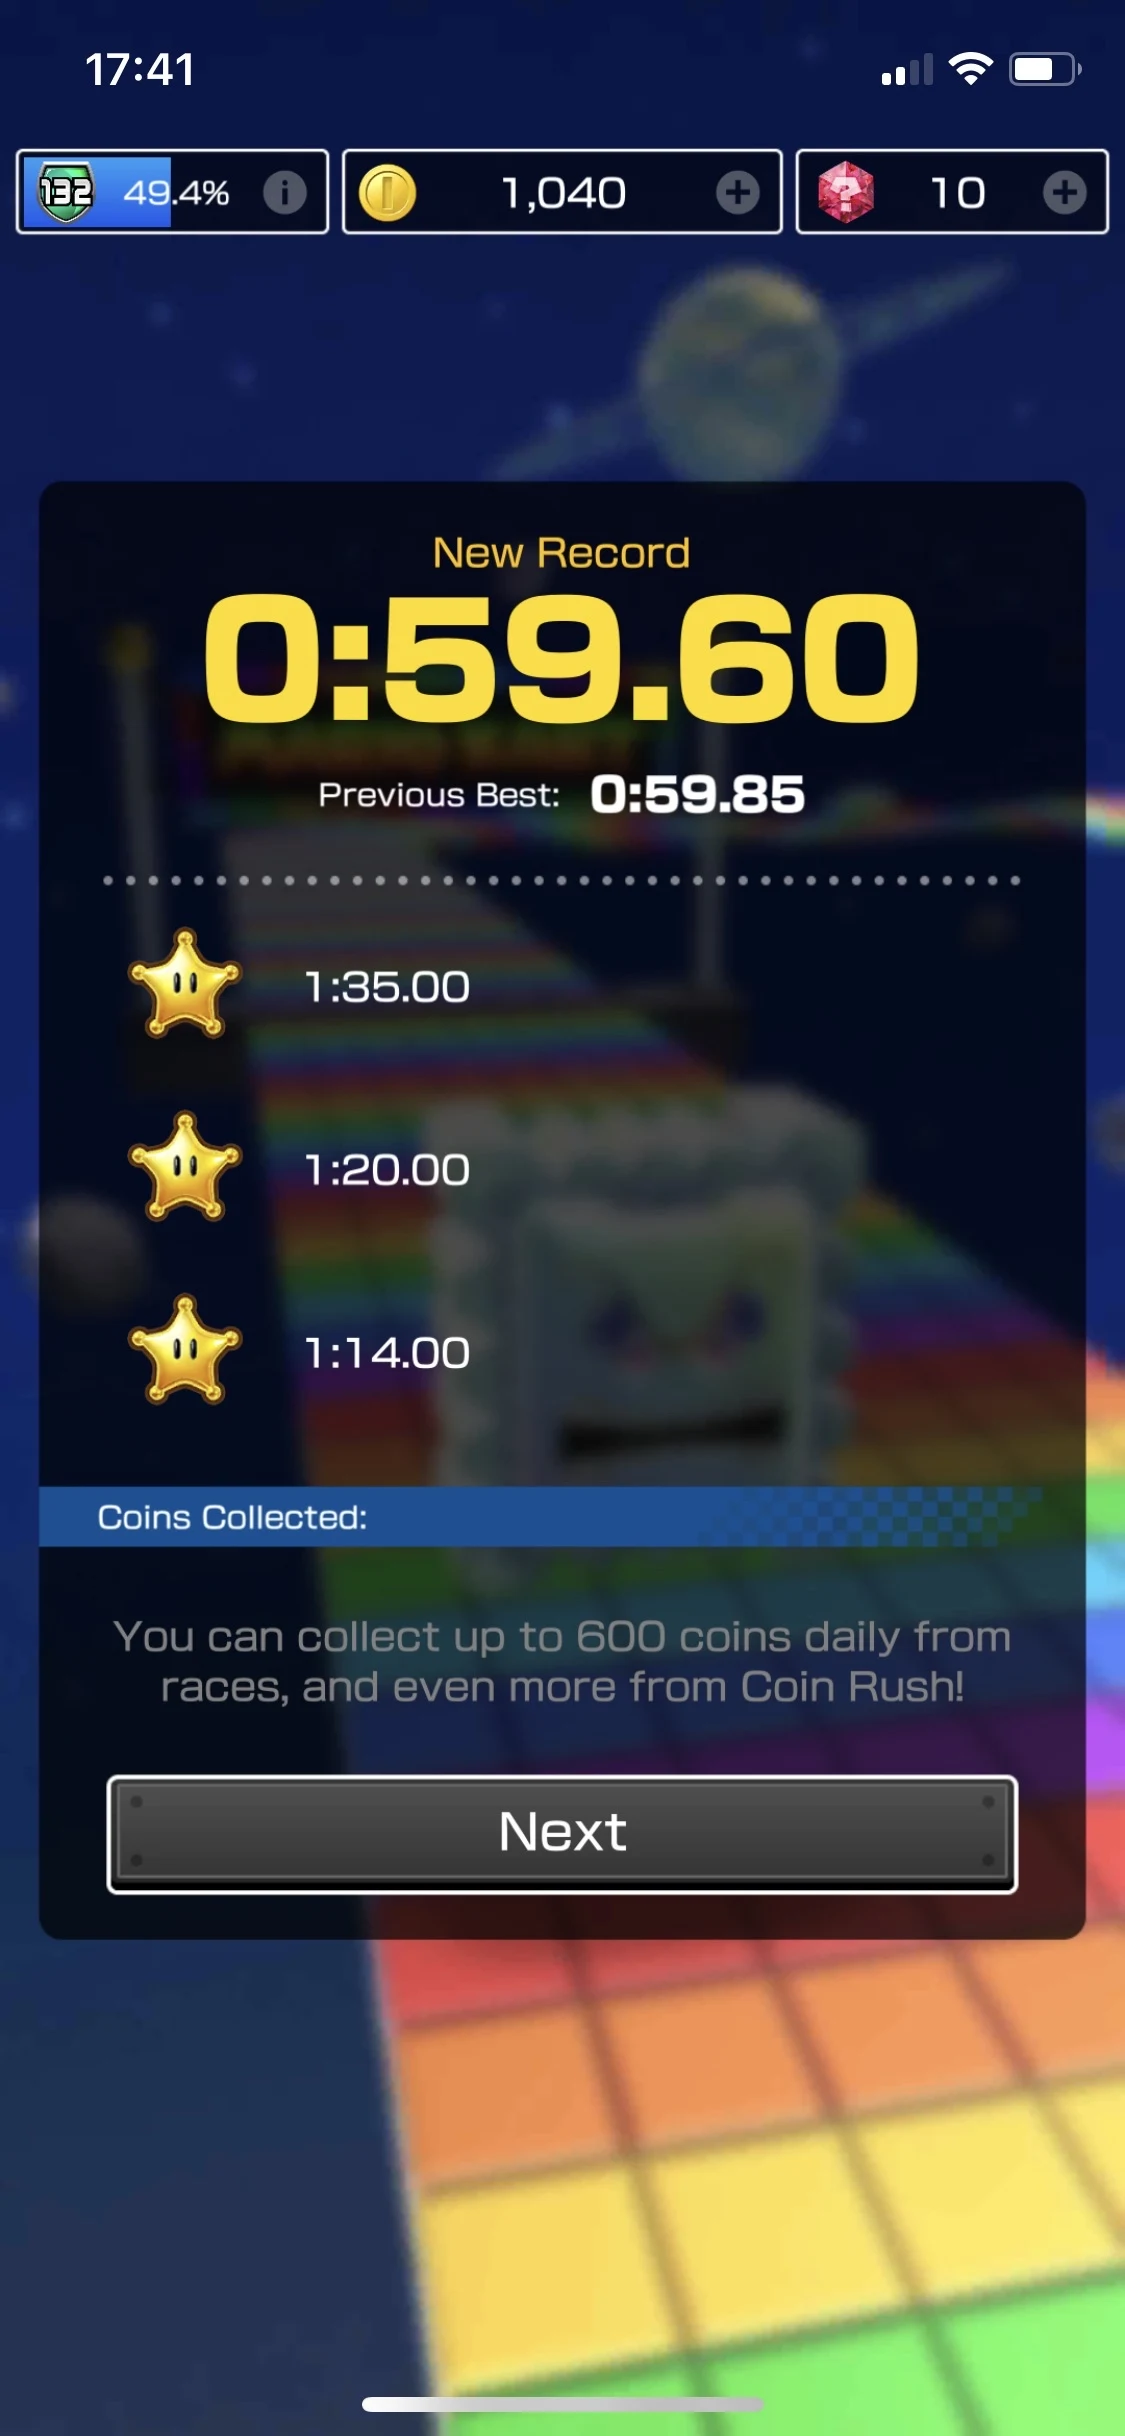 17:41
132 49.4% i 1,040 + ? 10 +
New Record
0:59.60
Previous Best: 0:59.85
1:35.00
1:20.00
1:14.00
Coins Collected:
You can collect up to 600 coins daily from
races, and even more from Coin Rush!
Next